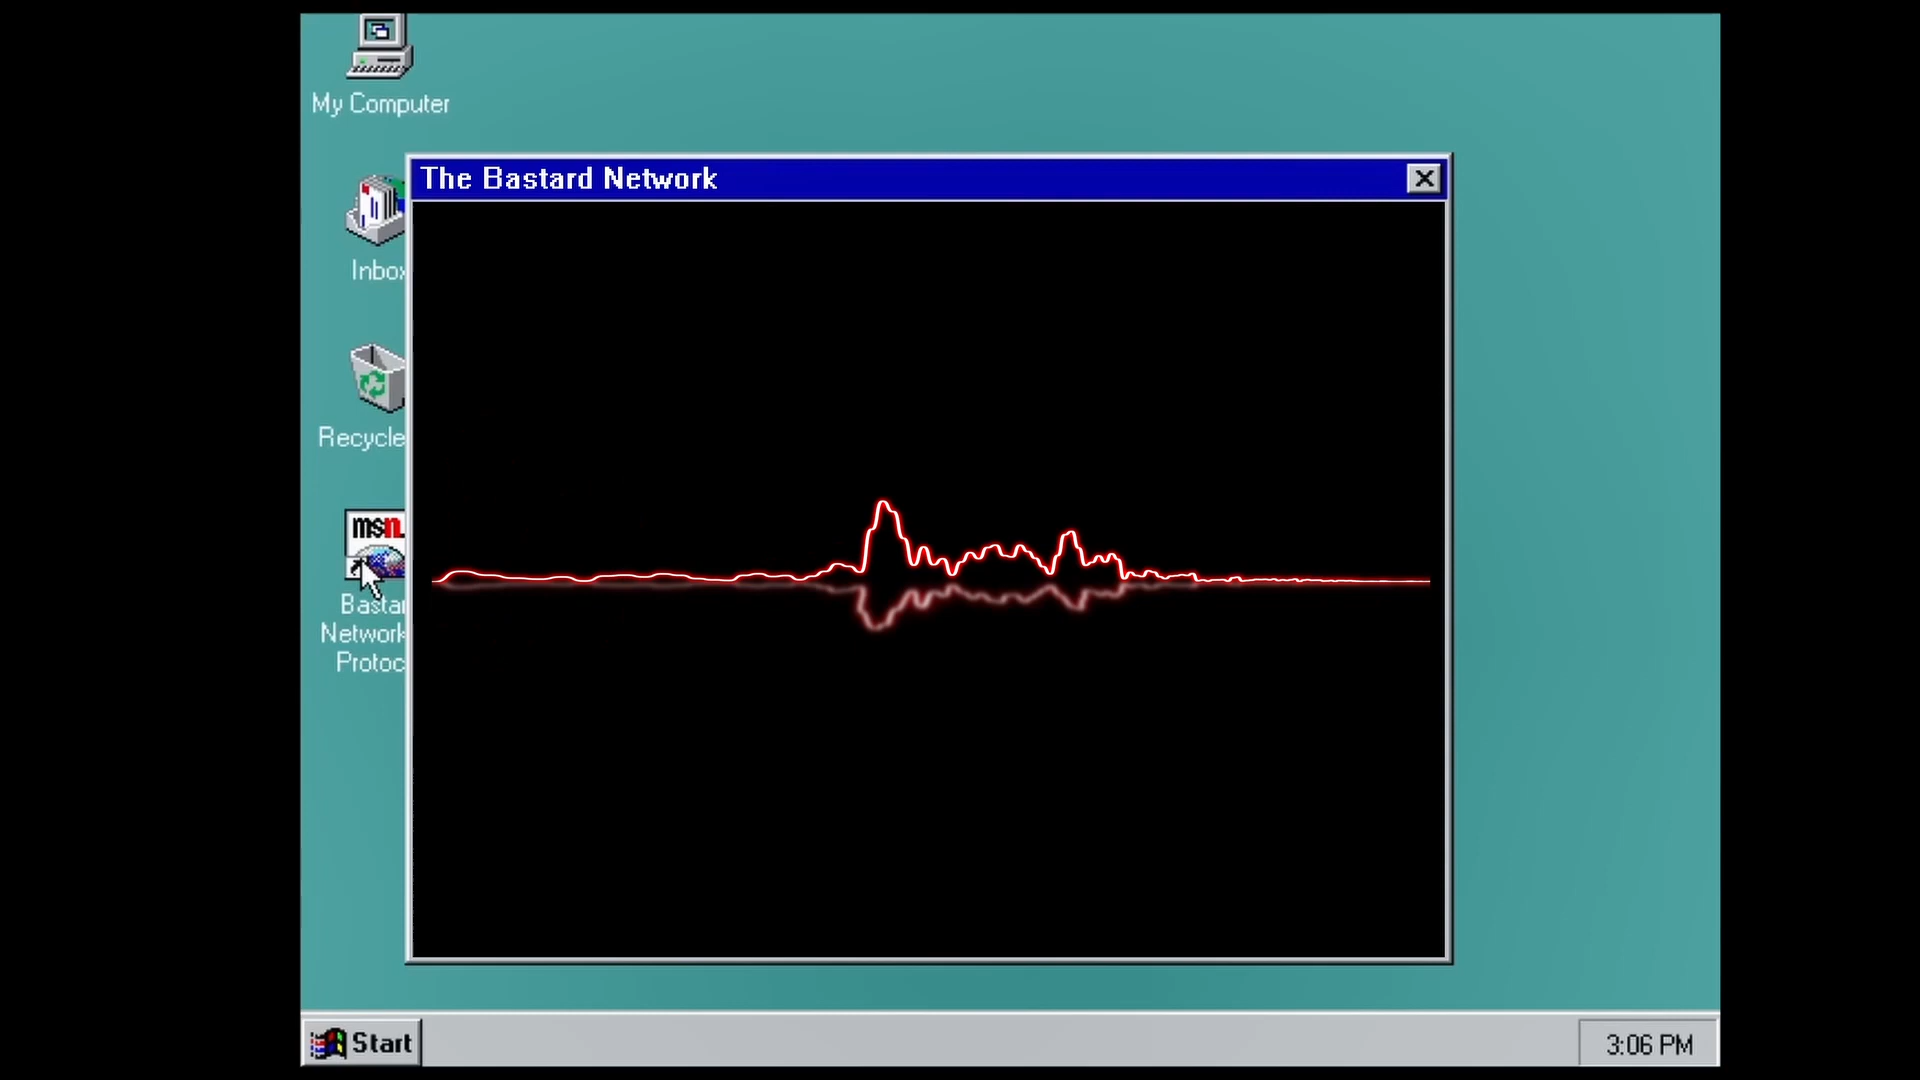 My Computer
The Bastard Network
Inbox
Recycle
msn.
Bastar
Network
Protoc
Start
3:06 PM